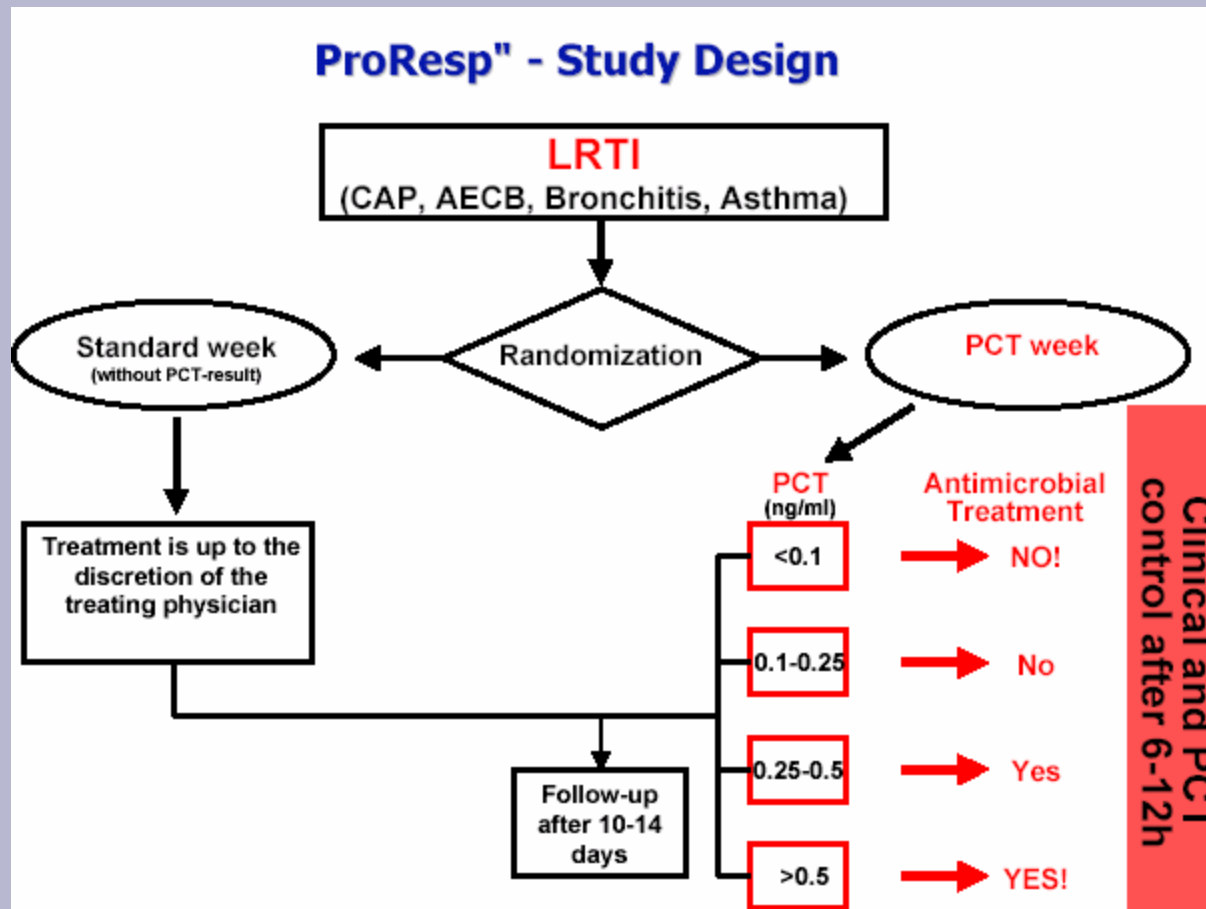 ProResp" - Study Design
LRTI
(CAP, AECB, Bronchitis, Asthma)
Randomization
Standard week
(without PCT-result)
PCT week
Treatment is up to the
discretion of the
treating physician
Follow-up
after 10-14
days
PCT
(ng/ml)
Antimicrobial
Treatment
<0.1
NO!
0.1-0.25
No
0.25-0.5
Yes
>0.5
YES!
Clinical and PCT
control after 6-12h